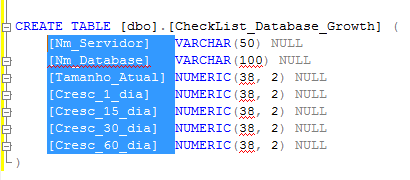 CREATE TABLE [dbo].[CheckList_Database_Growth] (
[Nm_Servidor] VARCHAR(50) NULL
[Nm_Database] VARCHAR(100) NULL
[Tamanho_Atual] NUMERIC(38, 2) NULL
[Cresc_1_dia] NUMERIC(38, 2) NULL
[Cresc_15_dia] NUMERIC(38, 2) NULL
[Cresc_30_dia] NUMERIC(38, 2) NULL
[Cresc_60_dia] NUMERIC(38, 2) NULL
)